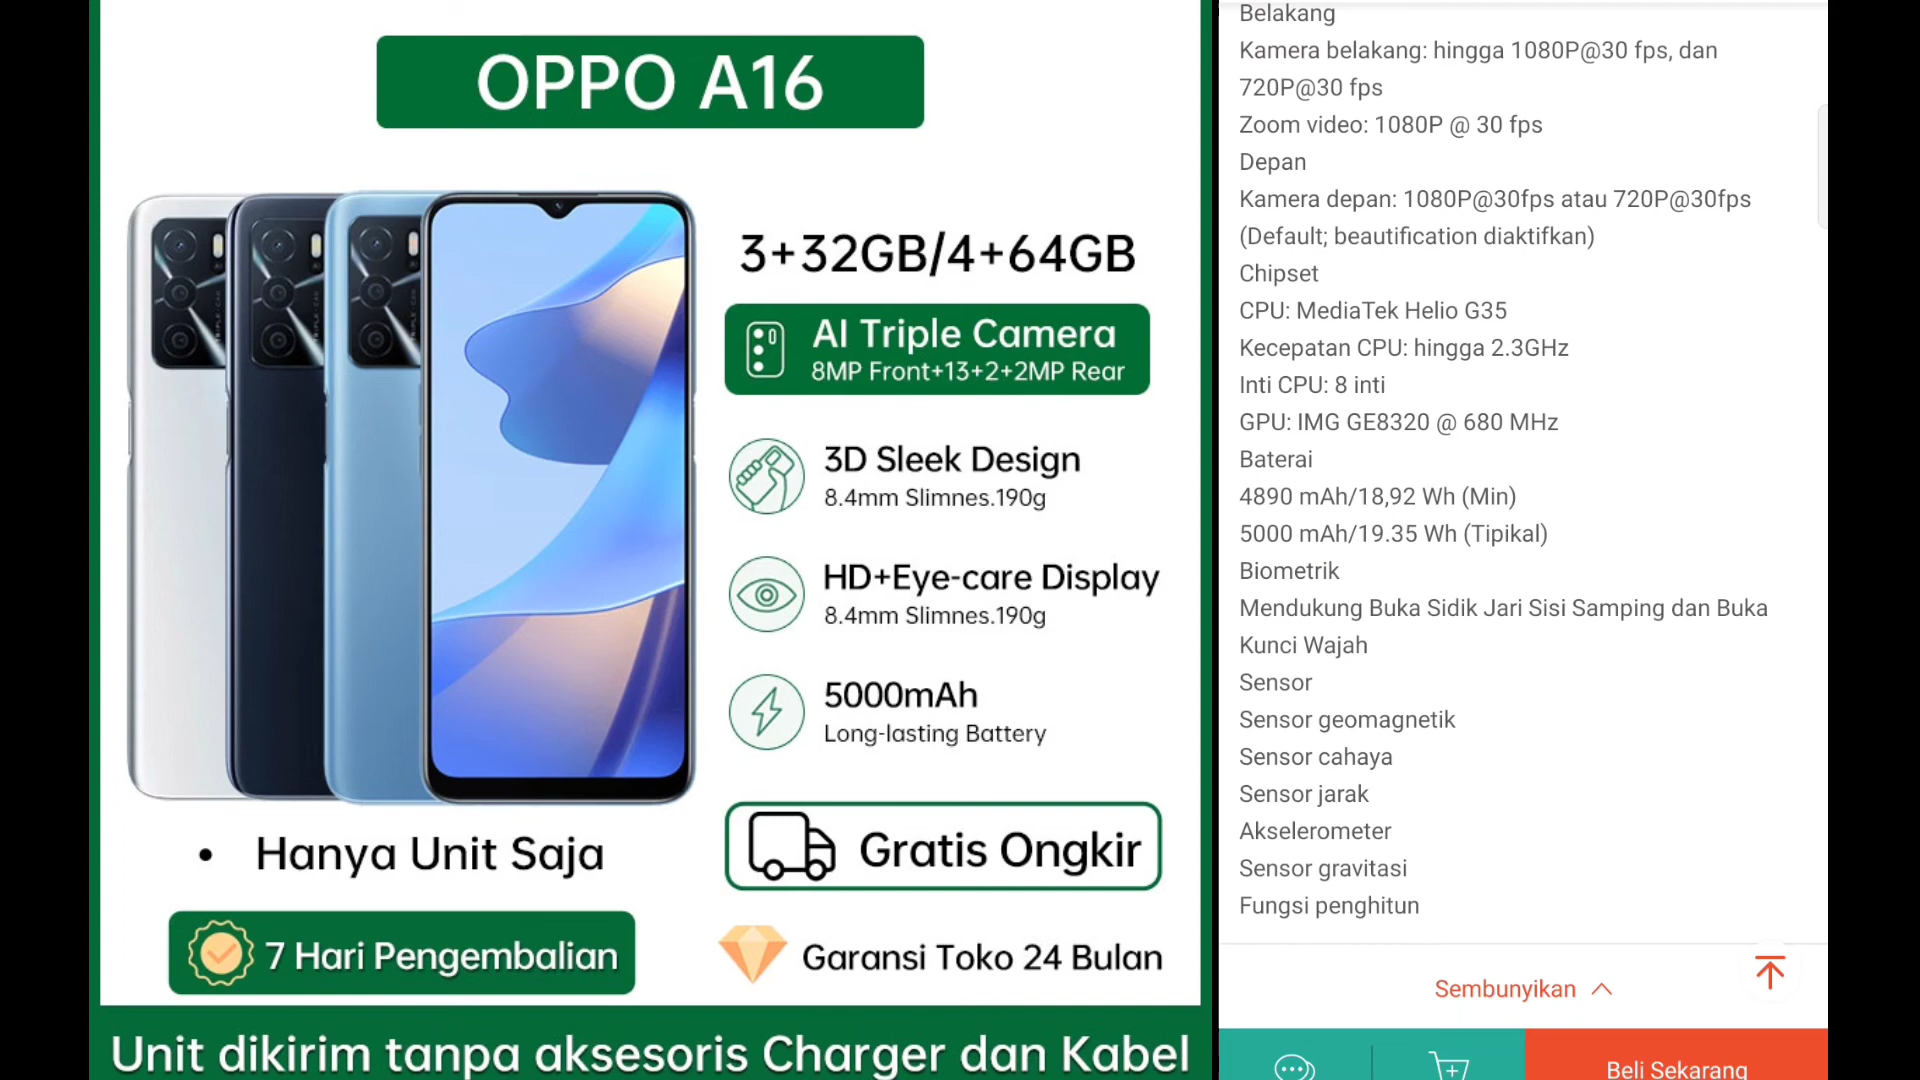 OPPO A16
3+32GB/4+64GB
AI Triple Camera
8MP Front+13+2+2MP Rear
3D Sleek Design
8.4mm Slimnes.190g
HD+Eye-care Display
8.4mm Slimnes.190g
5000mAh
Long-lasting Battery
• Hanya Unit Saja
Gratis Ongkir
7 Hari Pengembalian
Garansi Toko 24 Bulan
Unit dikirim tanpa aksesoris Charger dan Kabel
Belakang
Kamera belakang: hingga 1080P@30 fps, dan
720P@30 fps
Zoom video: 1080P @ 30 fps
Depan
Kamera depan: 1080P@30fps atau 720P@30fps
(Default; beautification diaktifkan)
Chipset
CPU: MediaTek Helio G35
Kecepatan CPU: hingga 2.3GHz
Inti CPU: 8 inti
GPU: IMG GE8320 @ 680 MHz
Baterai
4890 mAh/18,92 Wh (Min)
5000 mAh/19.35 Wh (Tipikal)
Biometrik
Mendukung Buka Sidik Jari Sisi Samping dan Buka
Kunci Wajah
Sensor
Sensor geomagnetik
Sensor cahaya
Sensor jarak
Akselerometer
Sensor gravitasi
Fungsi penghitun
Sembunyikan
Beli Sekarang